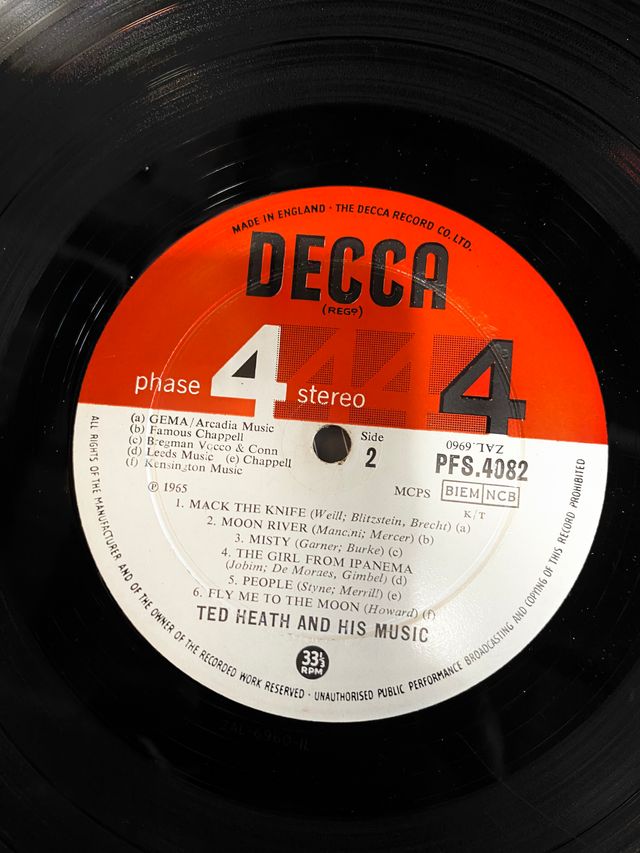 MADE IN ENGLAND · THE DECCA RECORD CO. LTD.
DECCA
(REGD)
phase 4 stereo 4 4 4
(a) GEMA/Arcadia Music
(b) Famous Chappell
(c) Bregman Vocco & Conn
(d) Leeds Music (e) Chappell
(f) Kensington Music
Side
2
ZAL.6960
PFS.4082
℗ 1965
MCPS BIEM NCB
K/T
1. MACK THE KNIFE (Weill; Blitzstein, Brecht) (a)
2. MOON RIVER (Mancini; Mercer) (b)
3. MISTY (Garner; Burke) (c)
4. THE GIRL FROM IPANEMA
(Jobim; De Moraes, Gimbel) (d)
5. PEOPLE (Styne; Merrill) (e)
6. FLY ME TO THE MOON (Howard) (f)
TED HEATH AND HIS MUSIC
33⅓
RPM
ALL RIGHTS OF THE MANUFACTURER AND OF THE OWNER OF THE RECORDED WORK RESERVED · UNAUTHORISED PUBLIC PERFORMANCE BROADCASTING AND COPYING OF THIS RECORD PROHIBITED